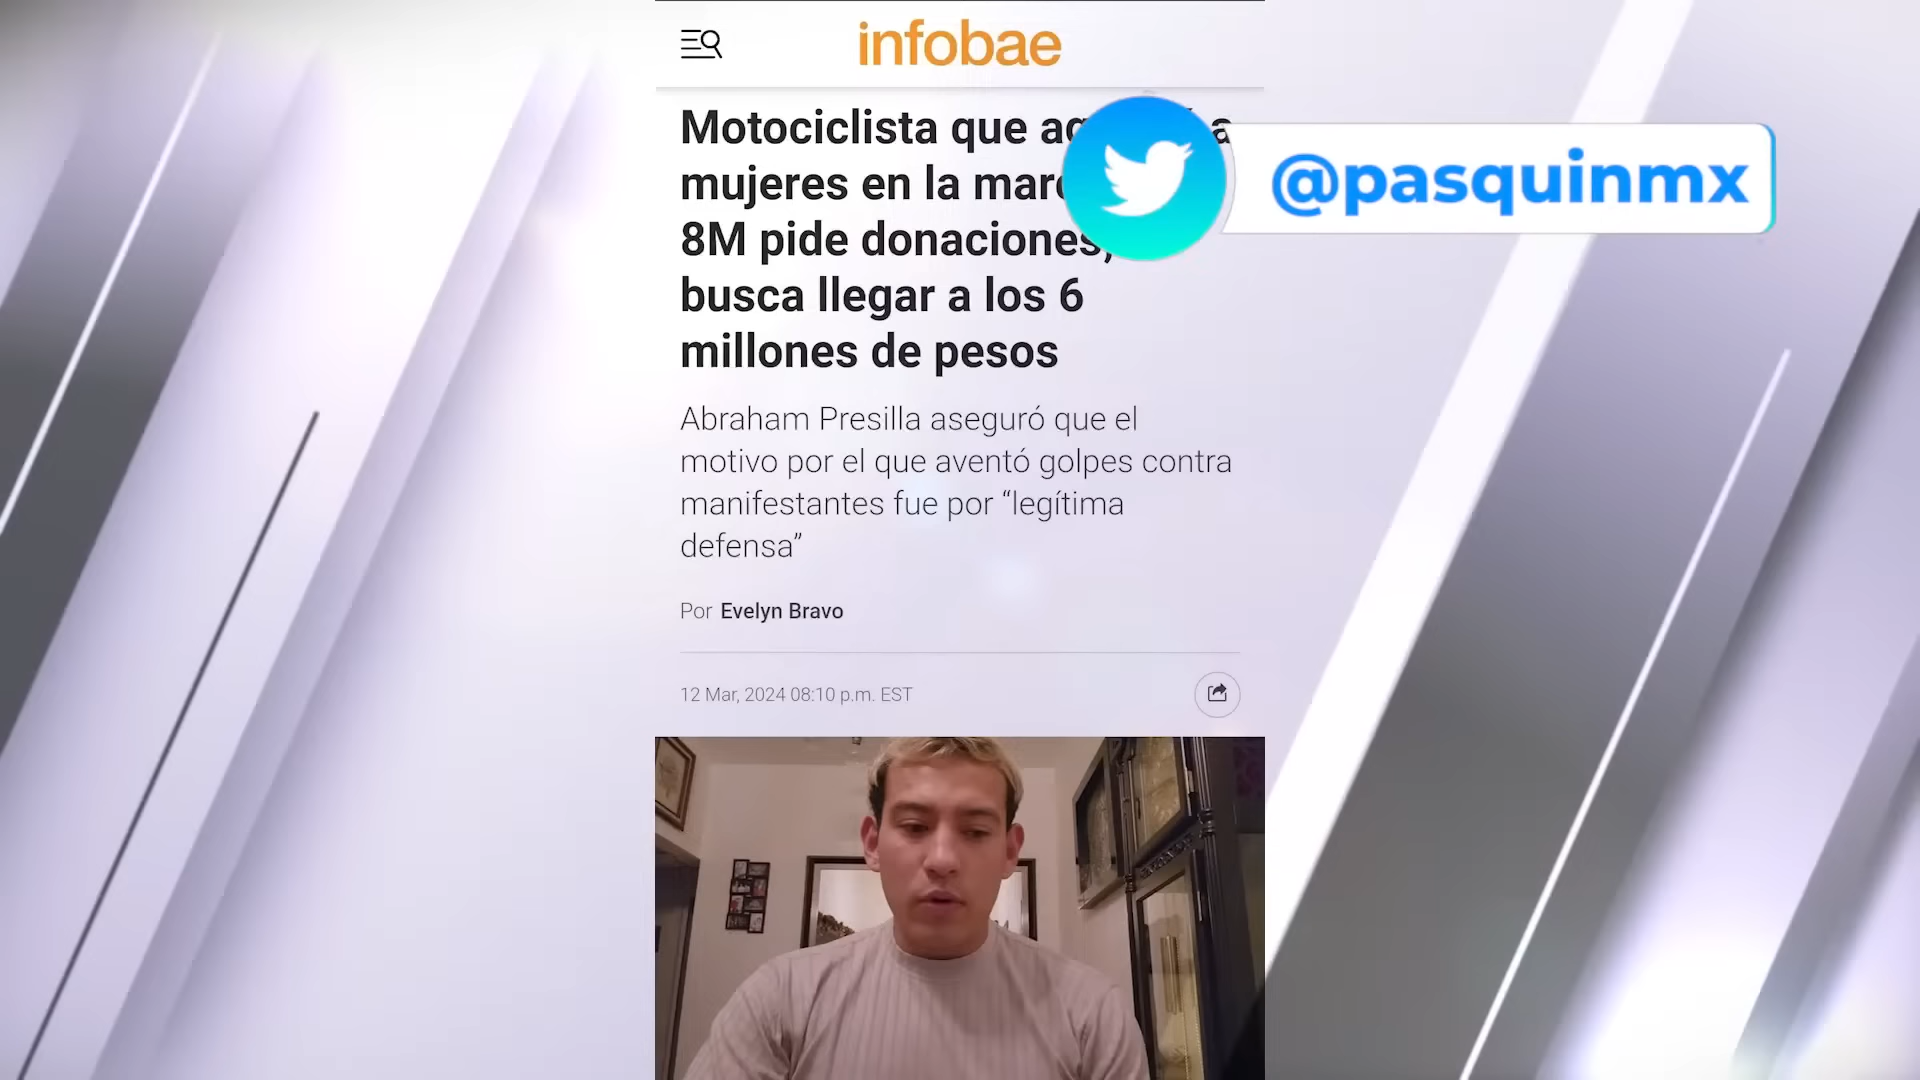 infobae
Motociclista que a
mujeres en la mar
8M pide donaciones,
busca llegar a los 6
millones de pesos
@pasquinmx
Abraham Presilla aseguró que el
motivo por el que aventó golpes contra
manifestantes fue por “legítima
defensa”
Por Evelyn Bravo
12 Mar, 2024 08:10 p.m. EST